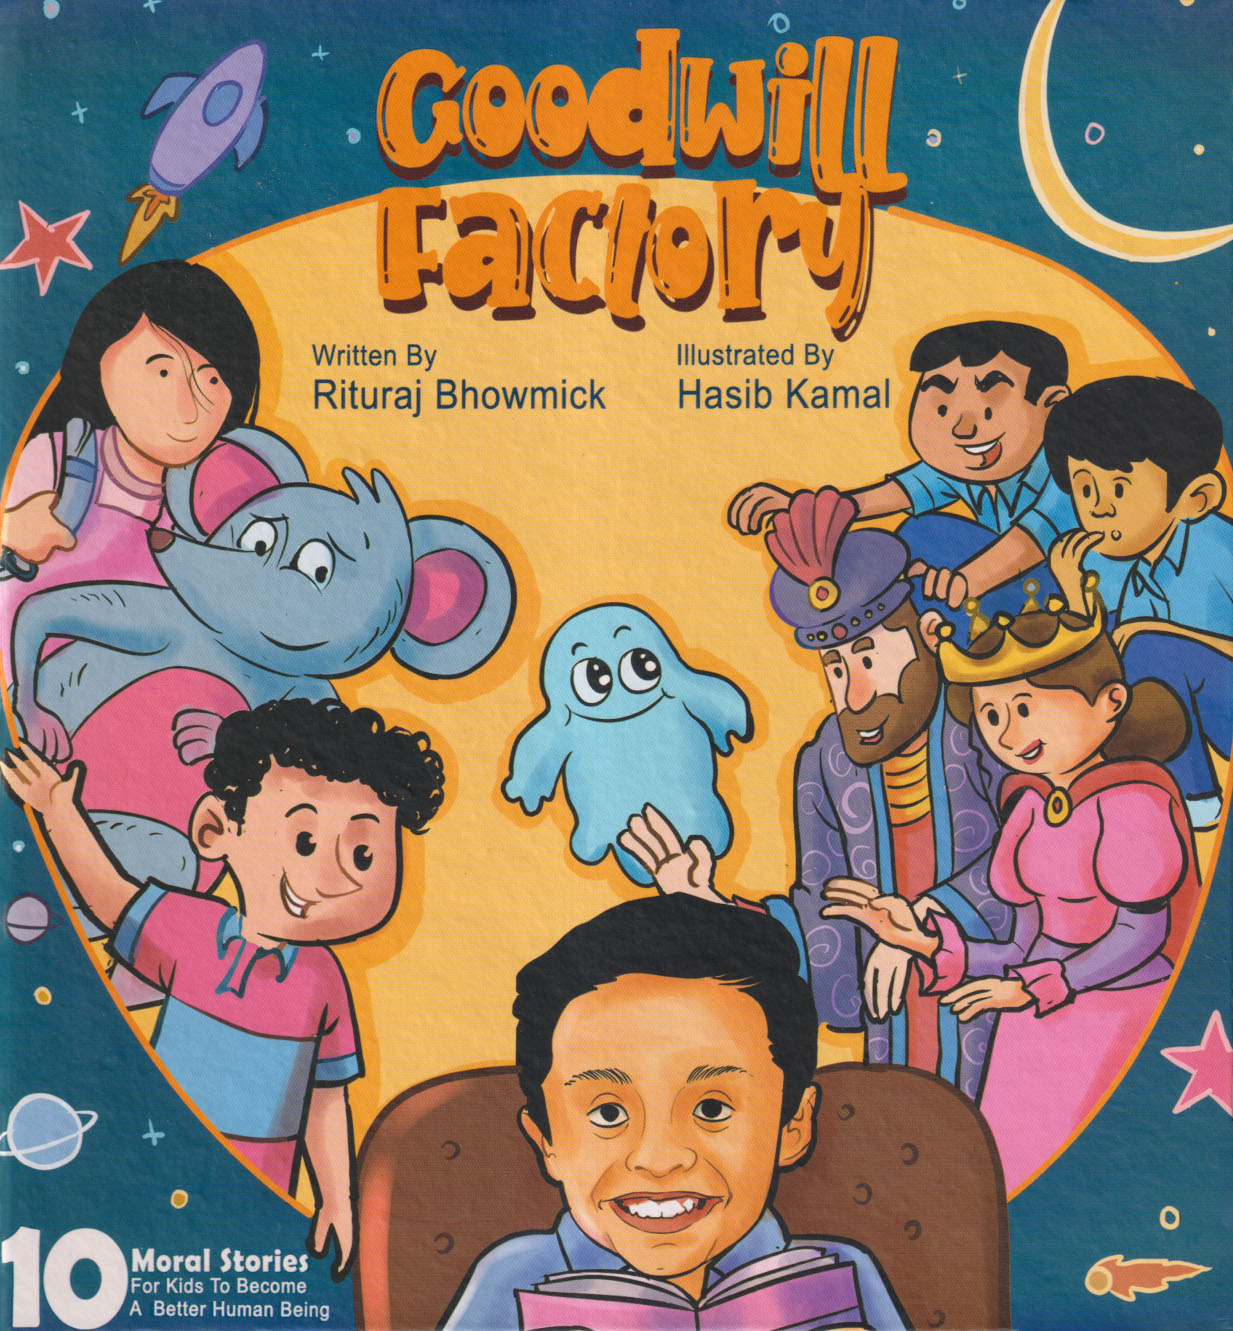 Goodwill
Factory
Written By
Rituraj Bhowmick
Illustrated By
Hasib Kamal
10
Moral Stories
For Kids To Become
A Better Human Being